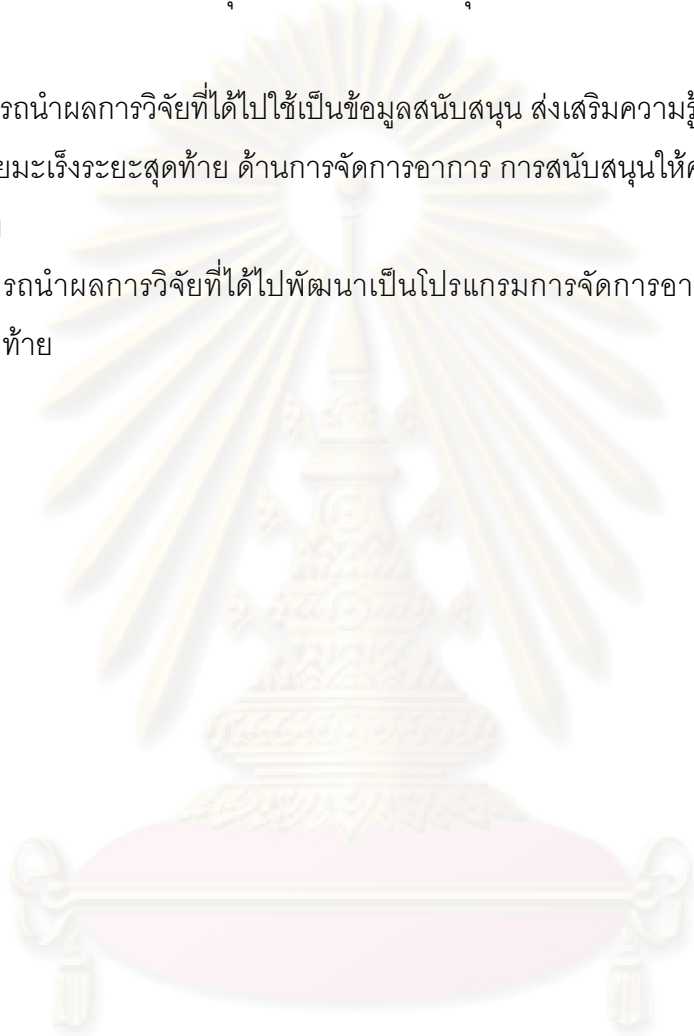 รถนำผลการวิจัยที่ได้ไปใช้เป็นข้อมูลสนับสนุน ส่งเสริมความรู้
ยมะเร็งระยะสุดท้าย ด้านการจัดการอาการ การสนับสนุนให้
รถนำผลการวิจัยที่ได้ไปพัฒนาเป็นโปรแกรมการจัดการอา
ท้าย